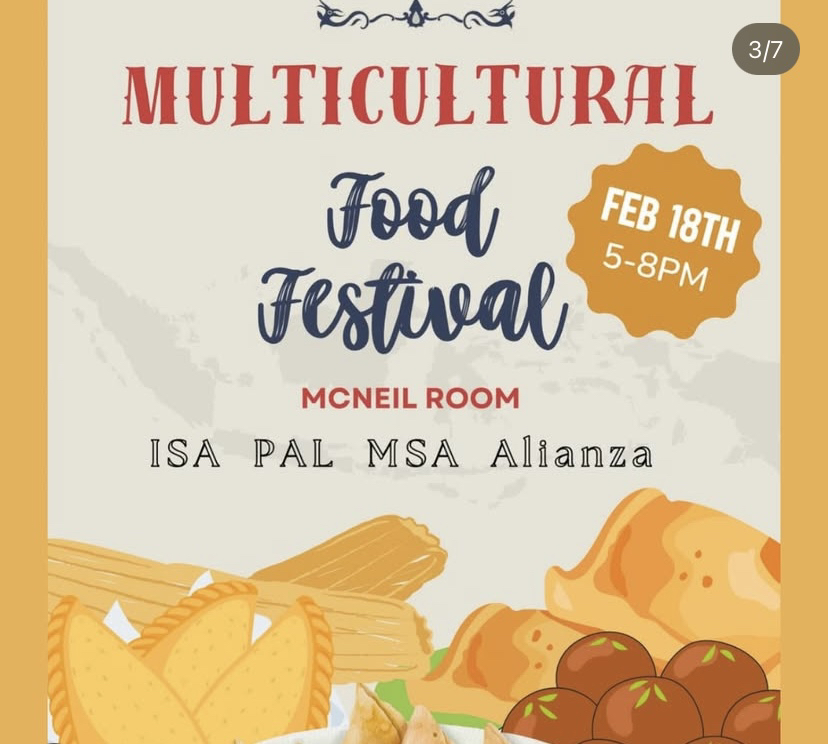 3/7
MULTICULTURAL
Food
Festival
FEB 18TH
5-8PM
MCNEIL ROOM
ISA PAL MSA Alianza